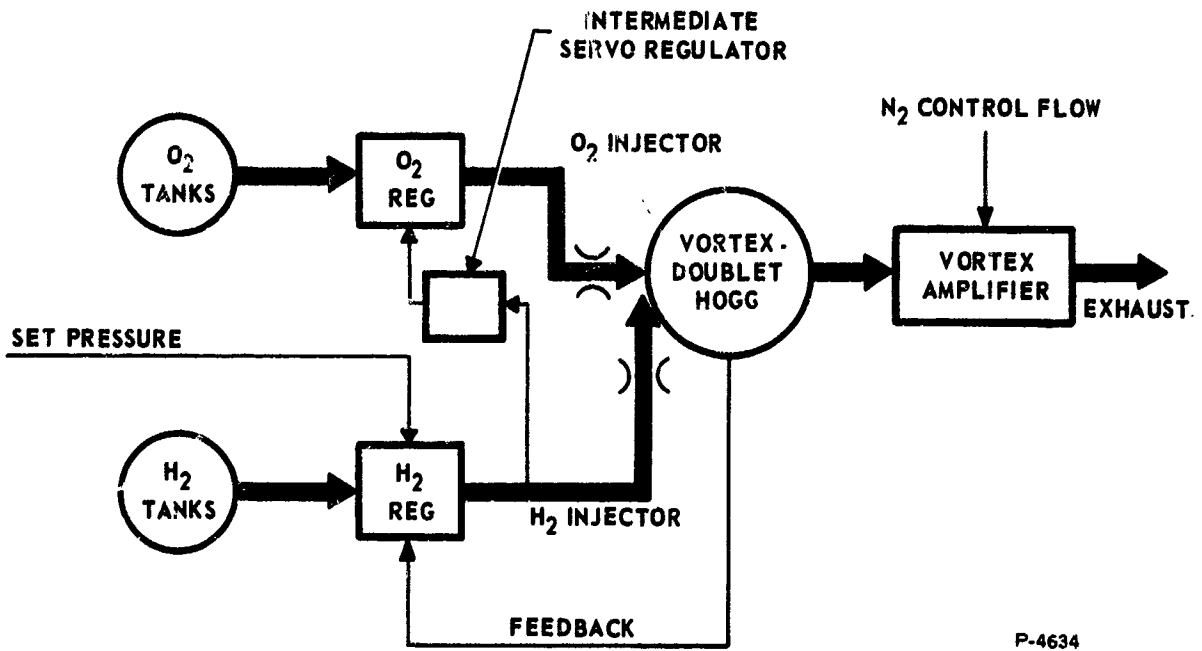 INTERMEDIATE
SERVO REGULATOR
N2 CONTROL FLOW
O2 INJECTOR
O2
TANKS
O2
REG
VORTEX-
DOUBLET
HOGG
VORTEX
AMPLIFIER
EXHAUST
SET PRESSURE
H2
TANKS
H2
REG
H2 INJECTOR
FEEDBACK
P-4634